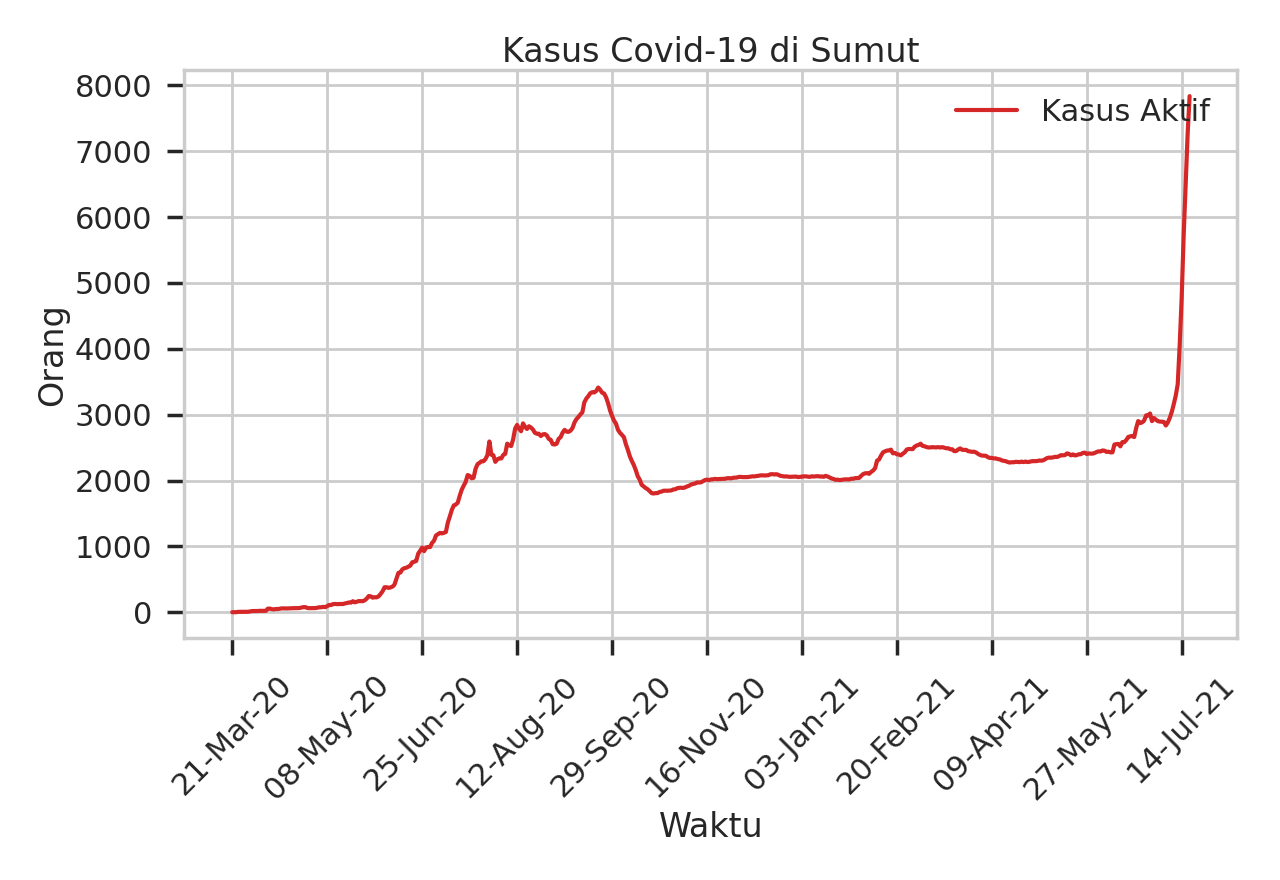 Kasus Covid-19 di Sumut
Kasus Aktif
Orang
8000
7000
6000
5000
4000
3000
2000
1000
0
21-Mar-20
08-May-20
25-Jun-20
12-Aug-20
29-Sep-20
16-Nov-20
03-Jan-21
20-Feb-21
09-Apr-21
27-May-21
14-Jul-21
Waktu